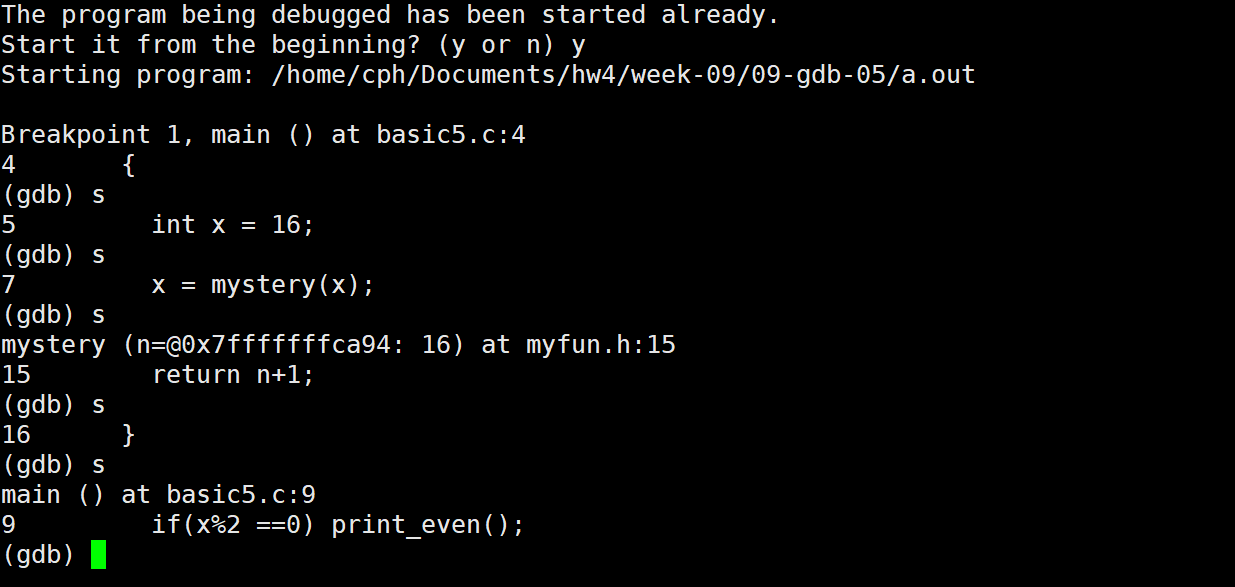 The program being debugged has been started already.
Start it from the beginning? (y or n) y
Starting program: /home/cph/Documents/hw4/week-09/09-gdb-05/a.out

Breakpoint 1, main () at basic5.c:4
4       {
(gdb) s
5         int x = 16;
(gdb) s
7         x = mystery(x);
(gdb) s
mystery (n=@0x7fffffffca94: 16) at myfun.h:15
15        return n+1;
(gdb) s
16      }
(gdb) s
main () at basic5.c:9
9         if(x%2 ==0) print_even();
(gdb)